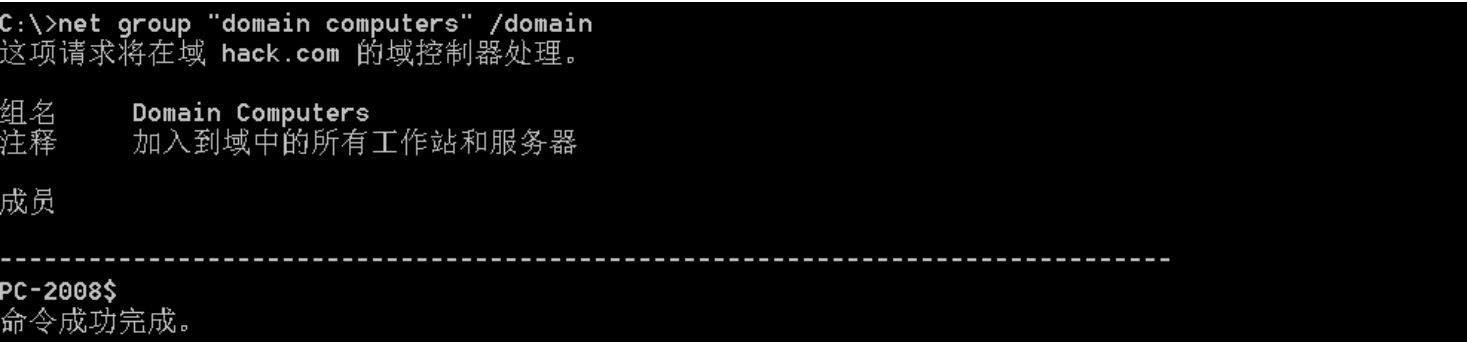 C:\>net group "domain computers" /domain
这项请求将在域 hack.com 的域控制器处理。
组名 Domain Computers
注释 加入到域中的所有工作站和服务器
成员
-------------------------------------------------------------------------------
PC-2008$
命令成功完成。